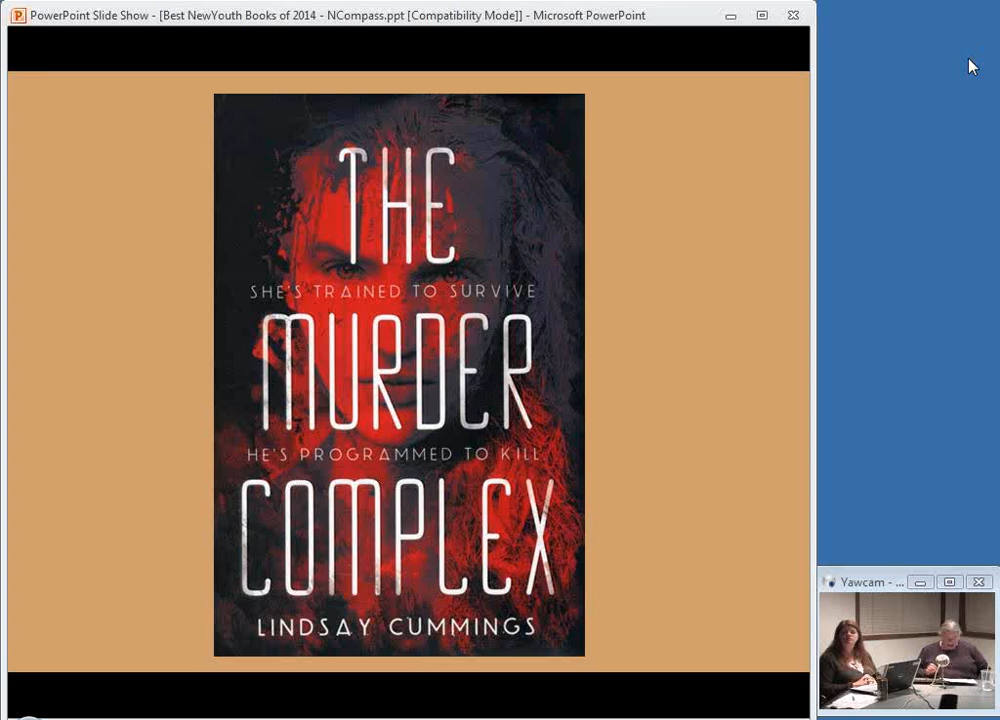 PowerPoint Slide Show - [Best NewYouth Books of 2014 - NCompass.ppt [Compatibility Mode]] - Microsoft PowerPoint
THE
SHE'S TRAINED TO SURVIVE
MURDER
HE'S PROGRAMMED TO KILL
COMPLEX
LINDSAY CUMMINGS
Yawcam - ...